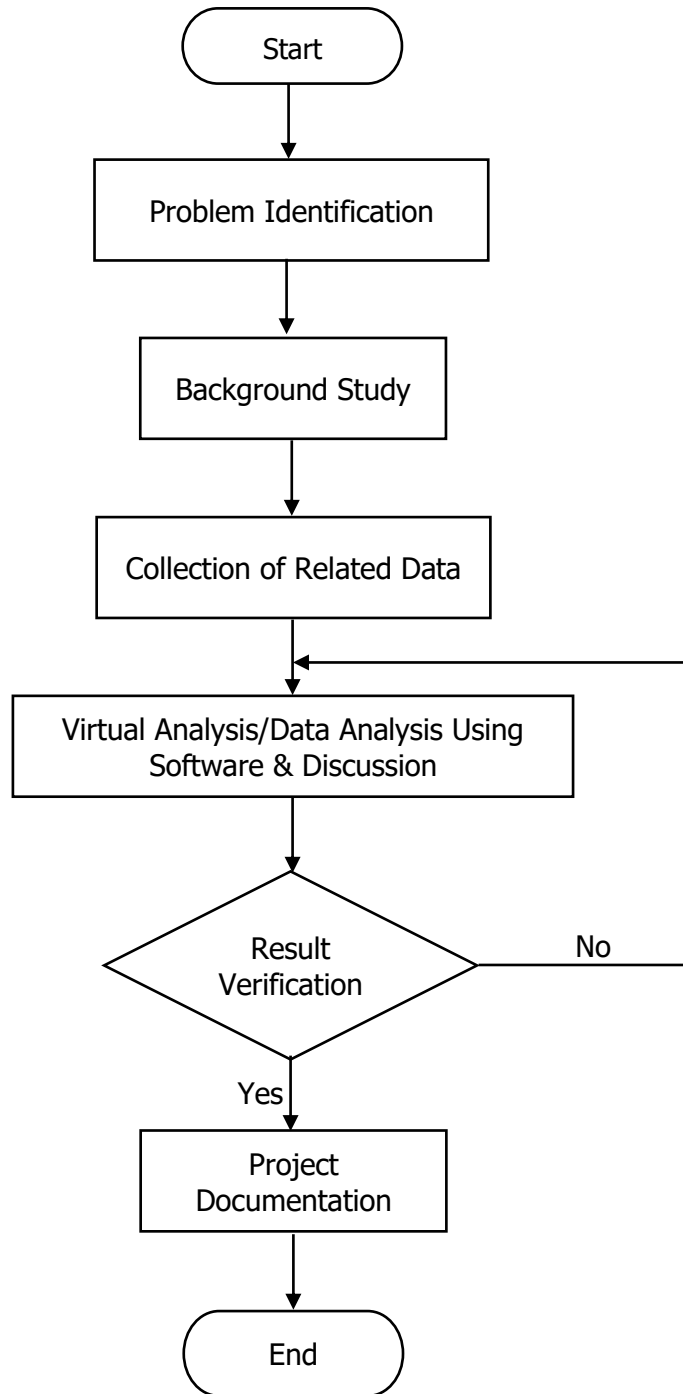 Start
Problem Identification
Background Study
Collection of Related Data
Virtual Analysis/Data Analysis Using
Software & Discussion
Result
Verification
No
Yes
Project
Documentation
End